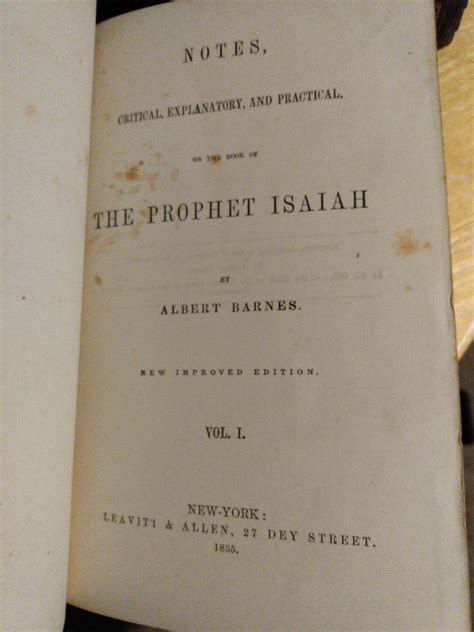 NOTES,
CRITICAL, EXPLANATORY, AND PRACTICAL,
ON THE BOOK OF
THE PROPHET ISAIAH
BY
ALBERT BARNES.
NEW IMPROVED EDITION.
VOL. I.
NEW-YORK:
LEAVITT & ALLEN, 27 DEY STREET.
1855.